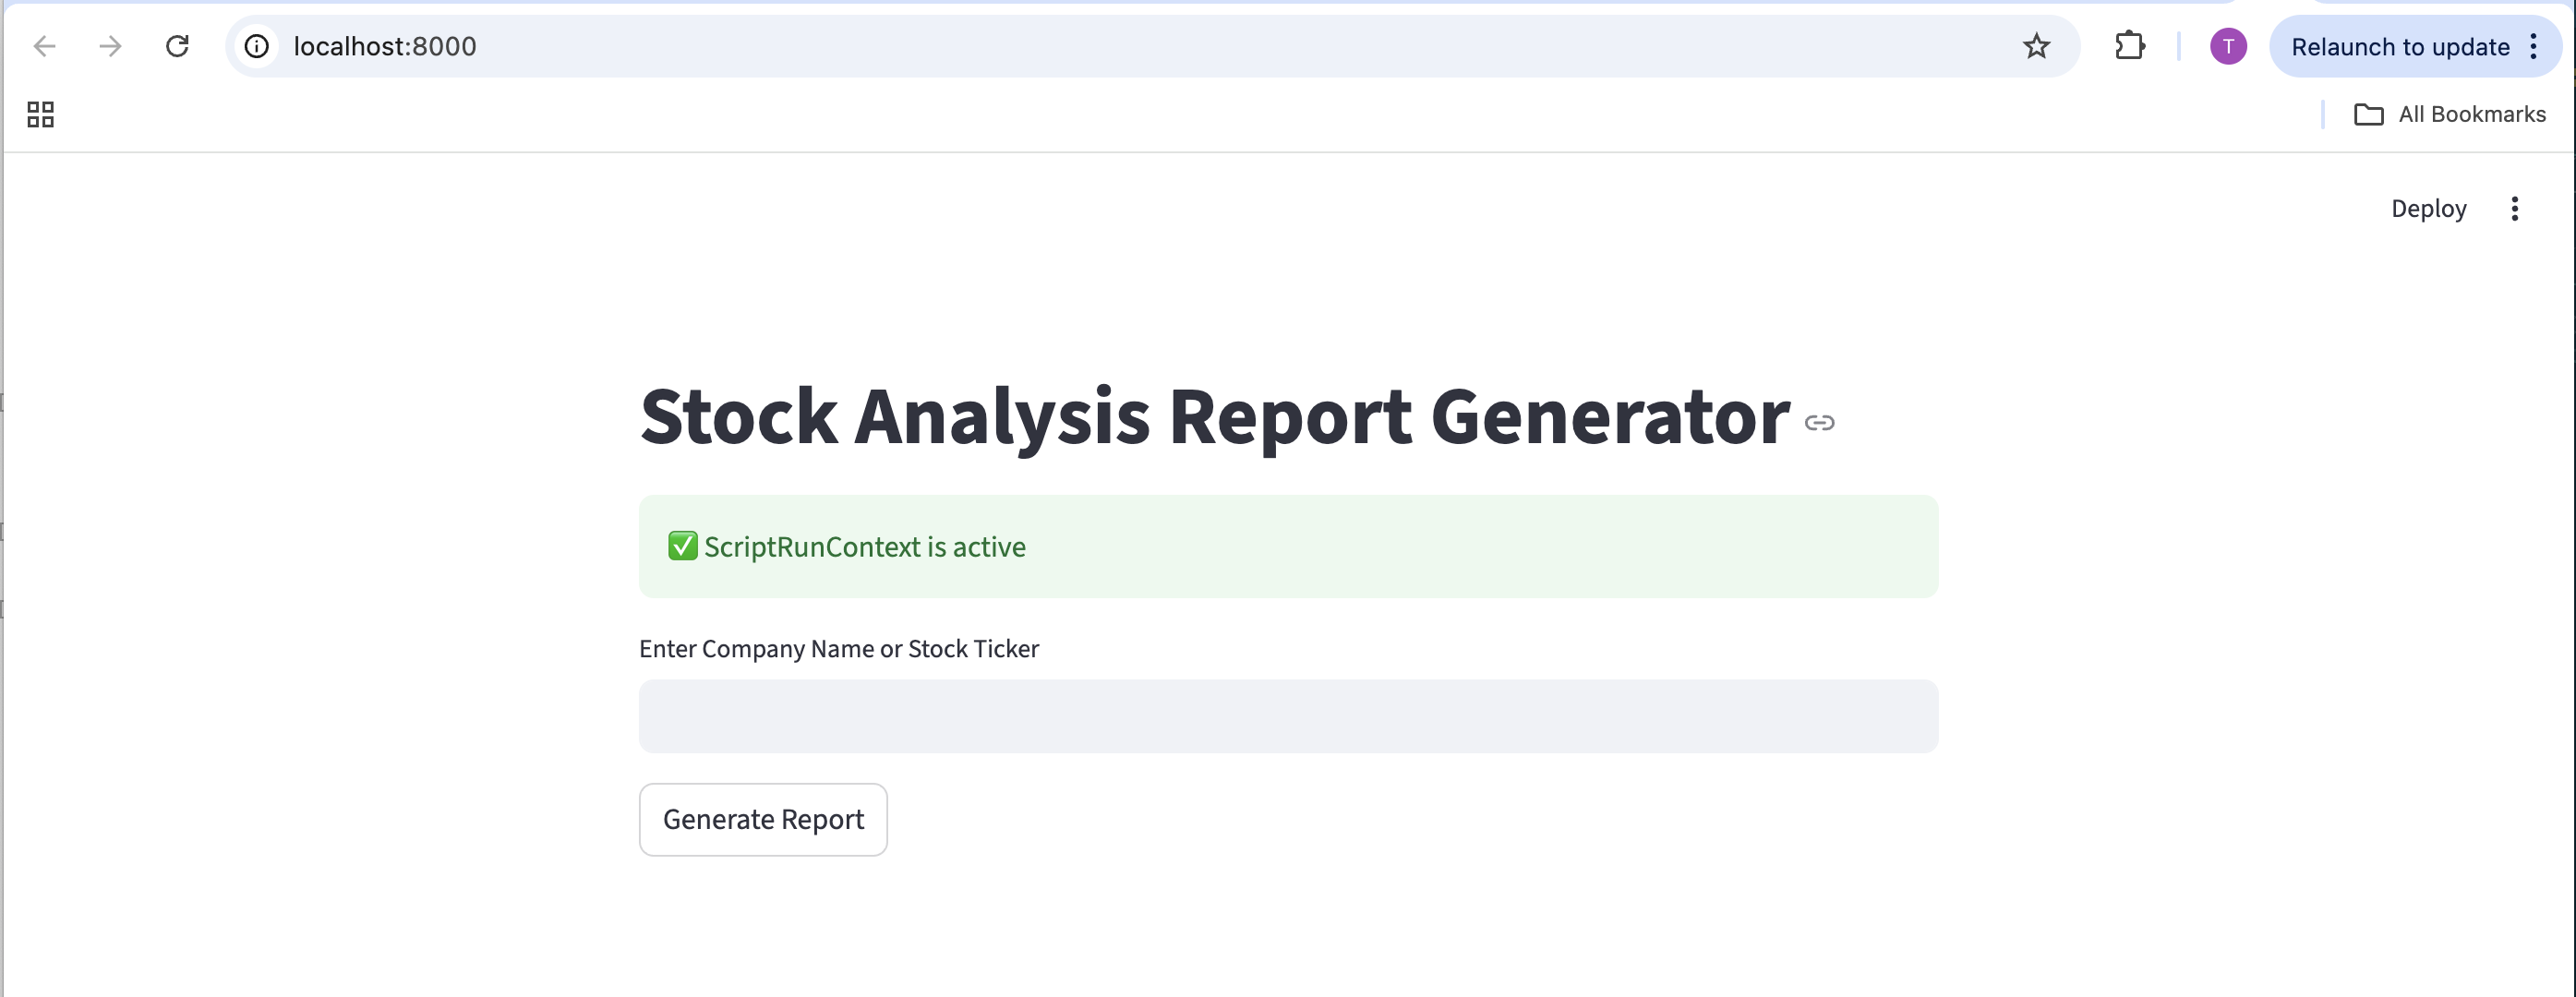 localhost:8000
T
Relaunch to update
All Bookmarks
Deploy
Stock Analysis Report Generator
✅ ScriptRunContext is active
Enter Company Name or Stock Ticker
Generate Report